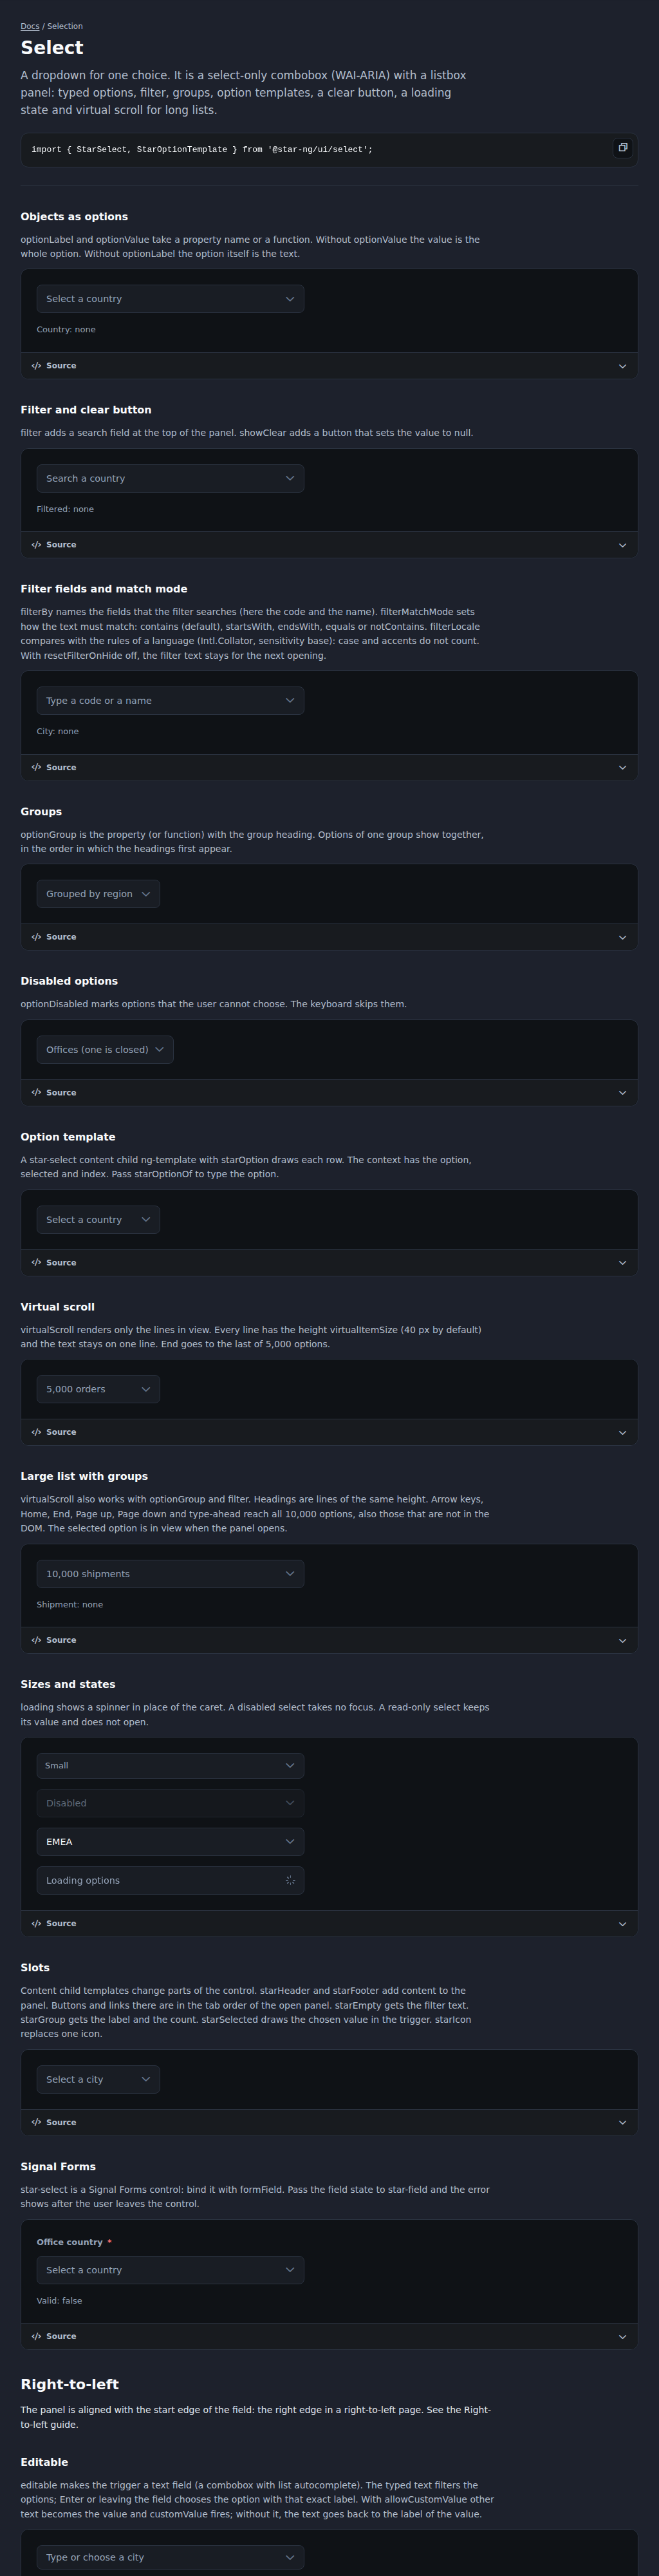 Docs / Selection
Select
A dropdown for one choice. It is a select-only combobox (WAI-ARIA) with a listbox
panel: typed options, filter, groups, option templates, a clear button, a loading
state and virtual scroll for long lists.
import { StarSelect, StarOptionTemplate } from '@star-ng/ui/select';
Objects as options
optionLabel and optionValue take a property name or a function. Without optionValue the value is the
whole option. Without optionLabel the option itself is the text.
Select a country
Country: none
Source
Filter and clear button
filter adds a search field at the top of the panel. showClear adds a button that sets the value to null.
Search a country
Filtered: none
Source
Filter fields and match mode
filterBy names the fields that the filter searches (here the code and the name). filterMatchMode sets
how the text must match: contains (default), startsWith, endsWith, equals or notContains. filterLocale
compares with the rules of a language (Intl.Collator, sensitivity base): case and accents do not count.
With resetFilterOnHide off, the filter text stays for the next opening.
Type a code or a name
City: none
Source
Groups
optionGroup is the property (or function) with the group heading. Options of one group show together,
in the order in which the headings first appear.
Grouped by region
Source
Disabled options
optionDisabled marks options that the user cannot choose. The keyboard skips them.
Offices (one is closed)
Source
Option template
A star-select content child ng-template with starOption draws each row. The context has the option,
selected and index. Pass starOptionOf to type the option.
Select a country
Source
Virtual scroll
virtualScroll renders only the lines in view. Every line has the height virtualItemSize (40 px by default)
and the text stays on one line. End goes to the last of 5,000 options.
5,000 orders
Source
Large list with groups
virtualScroll also works with optionGroup and filter. Headings are lines of the same height. Arrow keys,
Home, End, Page up, Page down and type-ahead reach all 10,000 options, also those that are not in the
DOM. The selected option is in view when the panel opens.
10,000 shipments
Shipment: none
Source
Sizes and states
loading shows a spinner in place of the caret. A disabled select takes no focus. A read-only select keeps
its value and does not open.
Small
Disabled
EMEA
Loading options
Source
Slots
Content child templates change parts of the control. starHeader and starFooter add content to the
panel. Buttons and links there are in the tab order of the open panel. starEmpty gets the filter text.
starGroup gets the label and the count. starSelected draws the chosen value in the trigger. starIcon
replaces one icon.
Select a city
Source
Signal Forms
star-select is a Signal Forms control: bind it with formField. Pass the field state to star-field and the error
shows after the user leaves the control.
Office country *
Select a country
Valid: false
Source
Right-to-left
The panel is aligned with the start edge of the field: the right edge in a right-to-left page. See the Right-
to-left guide.
Editable
editable makes the trigger a text field (a combobox with list autocomplete). The typed text filters the
options; Enter or leaving the field chooses the option with that exact label. With allowCustomValue other
text becomes the value and customValue fires; without it, the text goes back to the label of the value.
Type or choose a city